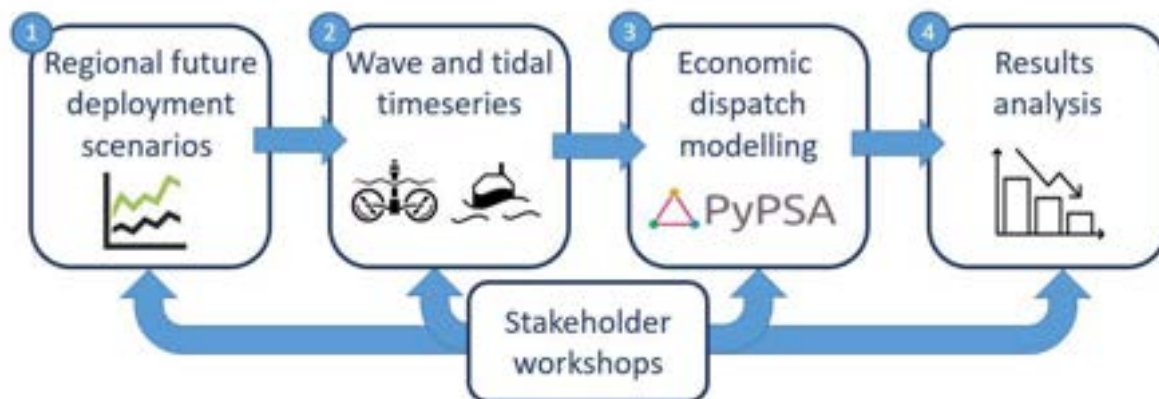 1
Regional future
deployment
scenarios
2
Wave and tidal
timeseries
3
Economic
dispatch
modelling
PyPSA
4
Results
analysis
Stakeholder
workshops